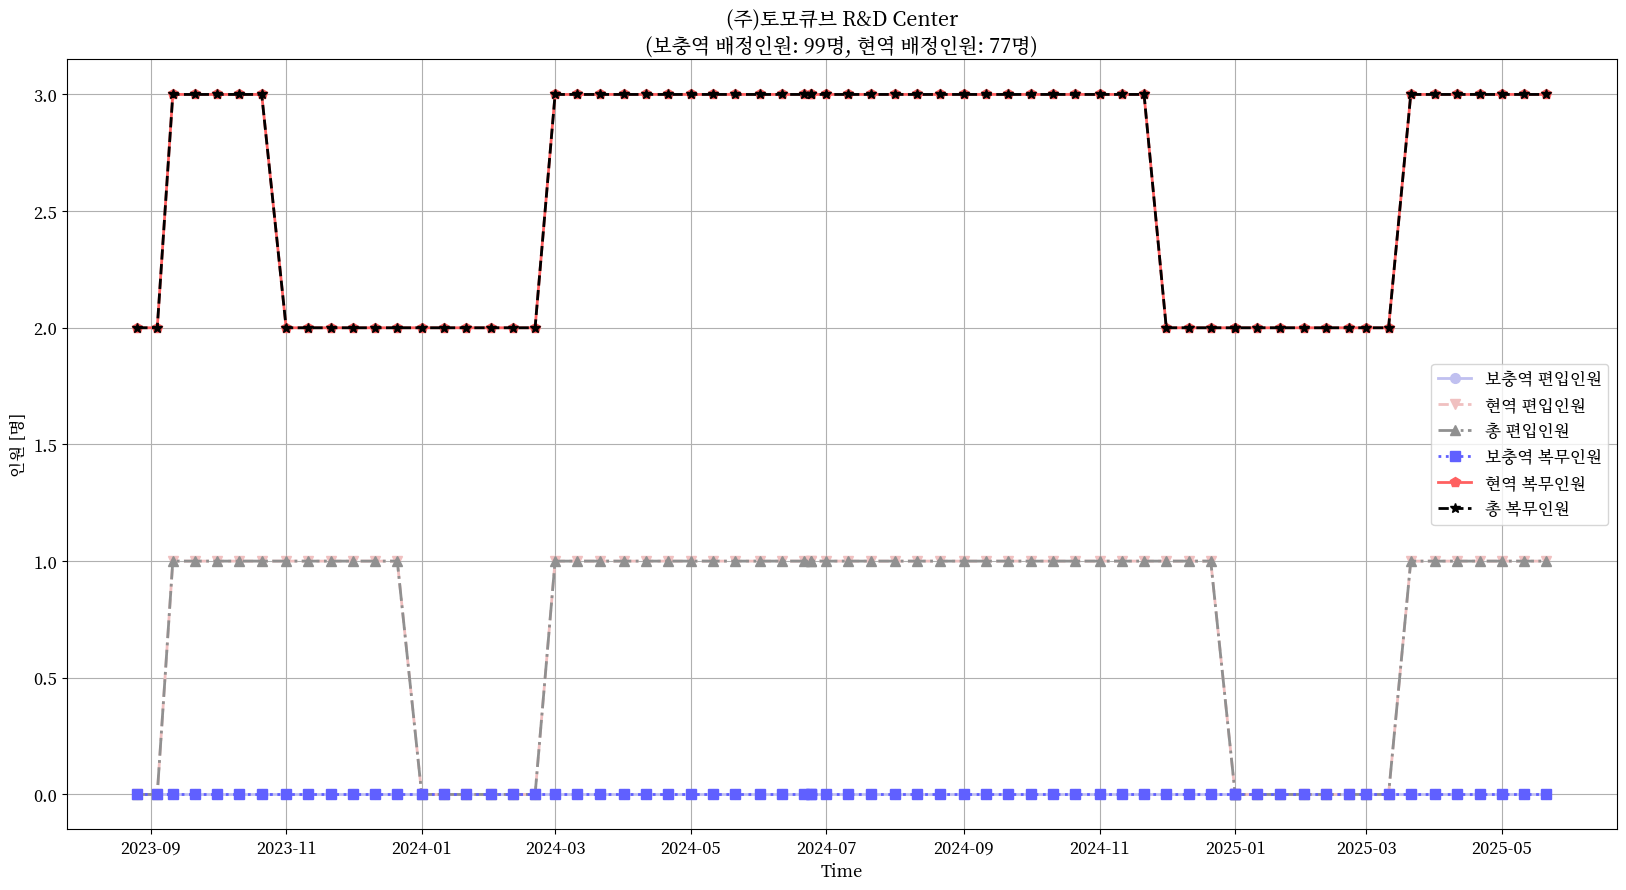 (주)토모큐브 R&D Center
(보충역 배정인원: 99명, 현역 배정인원: 77명)
3.0
2.5
2.0
1.5
1.0
0.5
0.0
인원 [명]
보충역 편입인원
현역 편입인원
총 편입인원
보충역 복무인원
현역 복무인원
총 복무인원
2023-09
2023-11
2024-01
2024-03
2024-05
2024-07
2024-09
2024-11
2025-01
2025-03
2025-05
Time